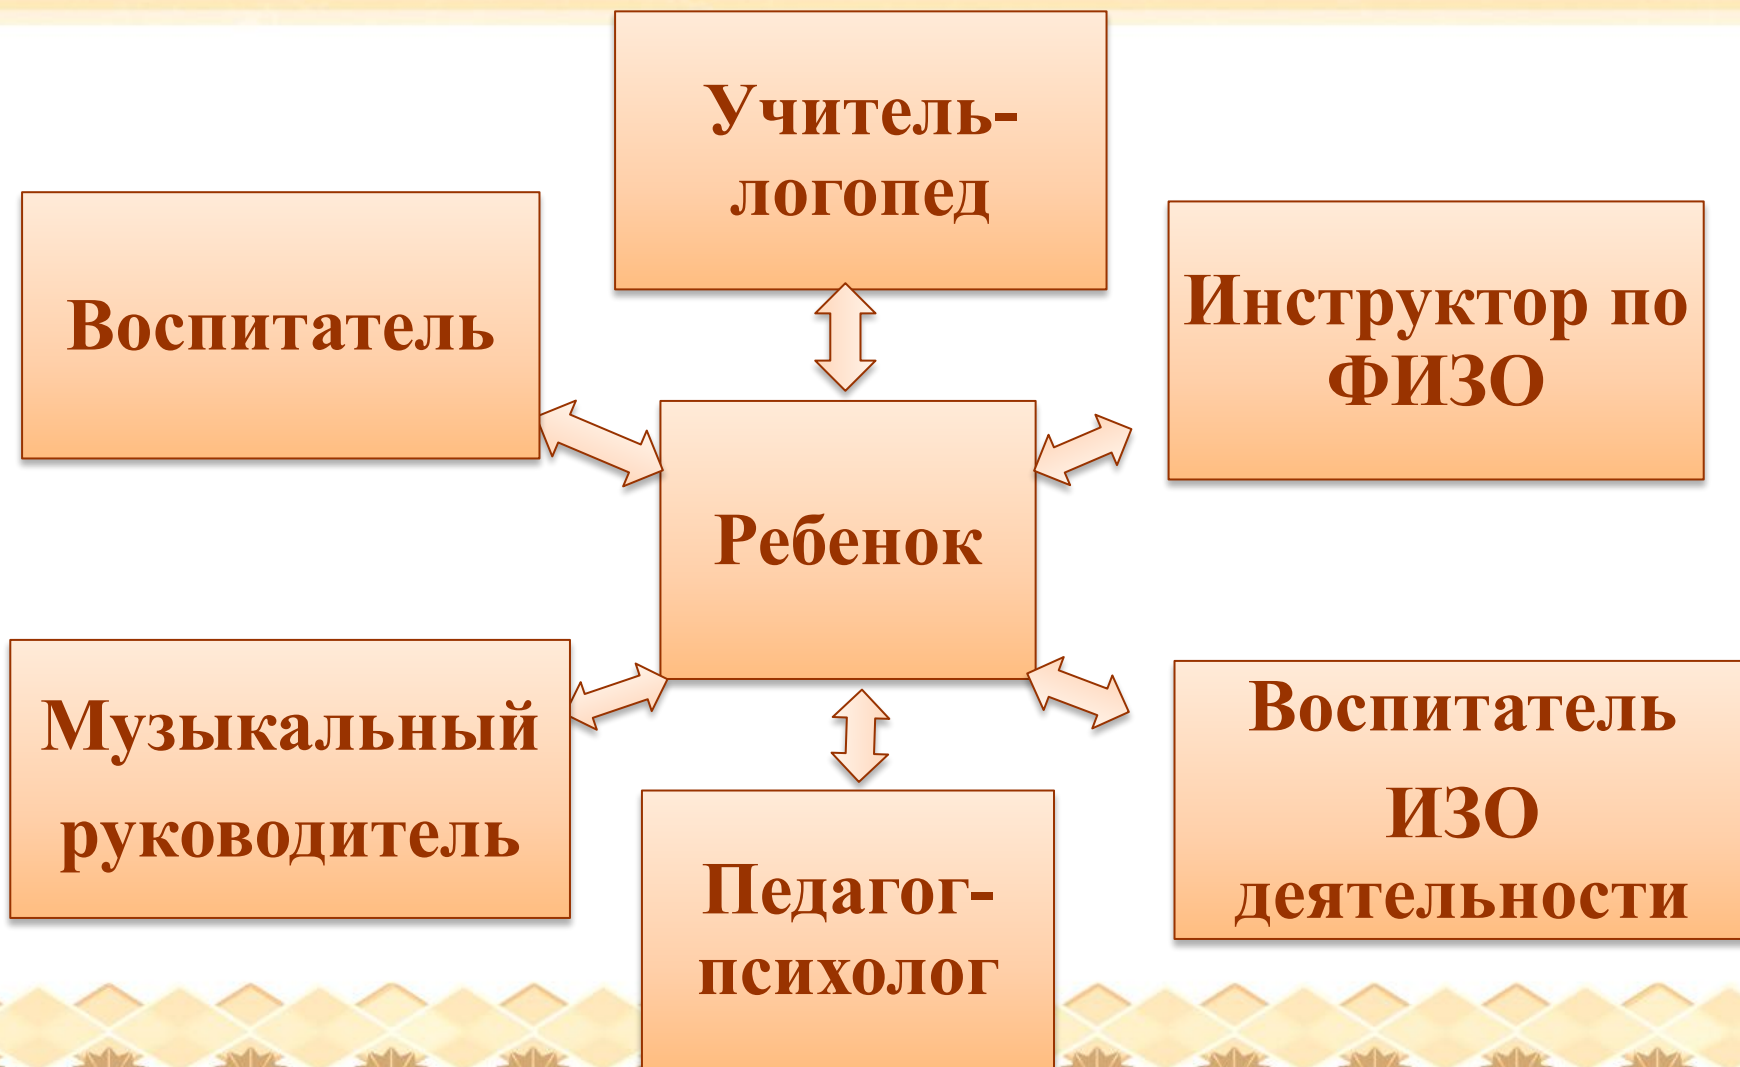 Учитель-
логопед
Воспитатель
Инструктор по
ФИЗО
Ребенок
Музыкальный
руководитель
Воспитатель
ИЗО
деятельности
Педагог-
психолог